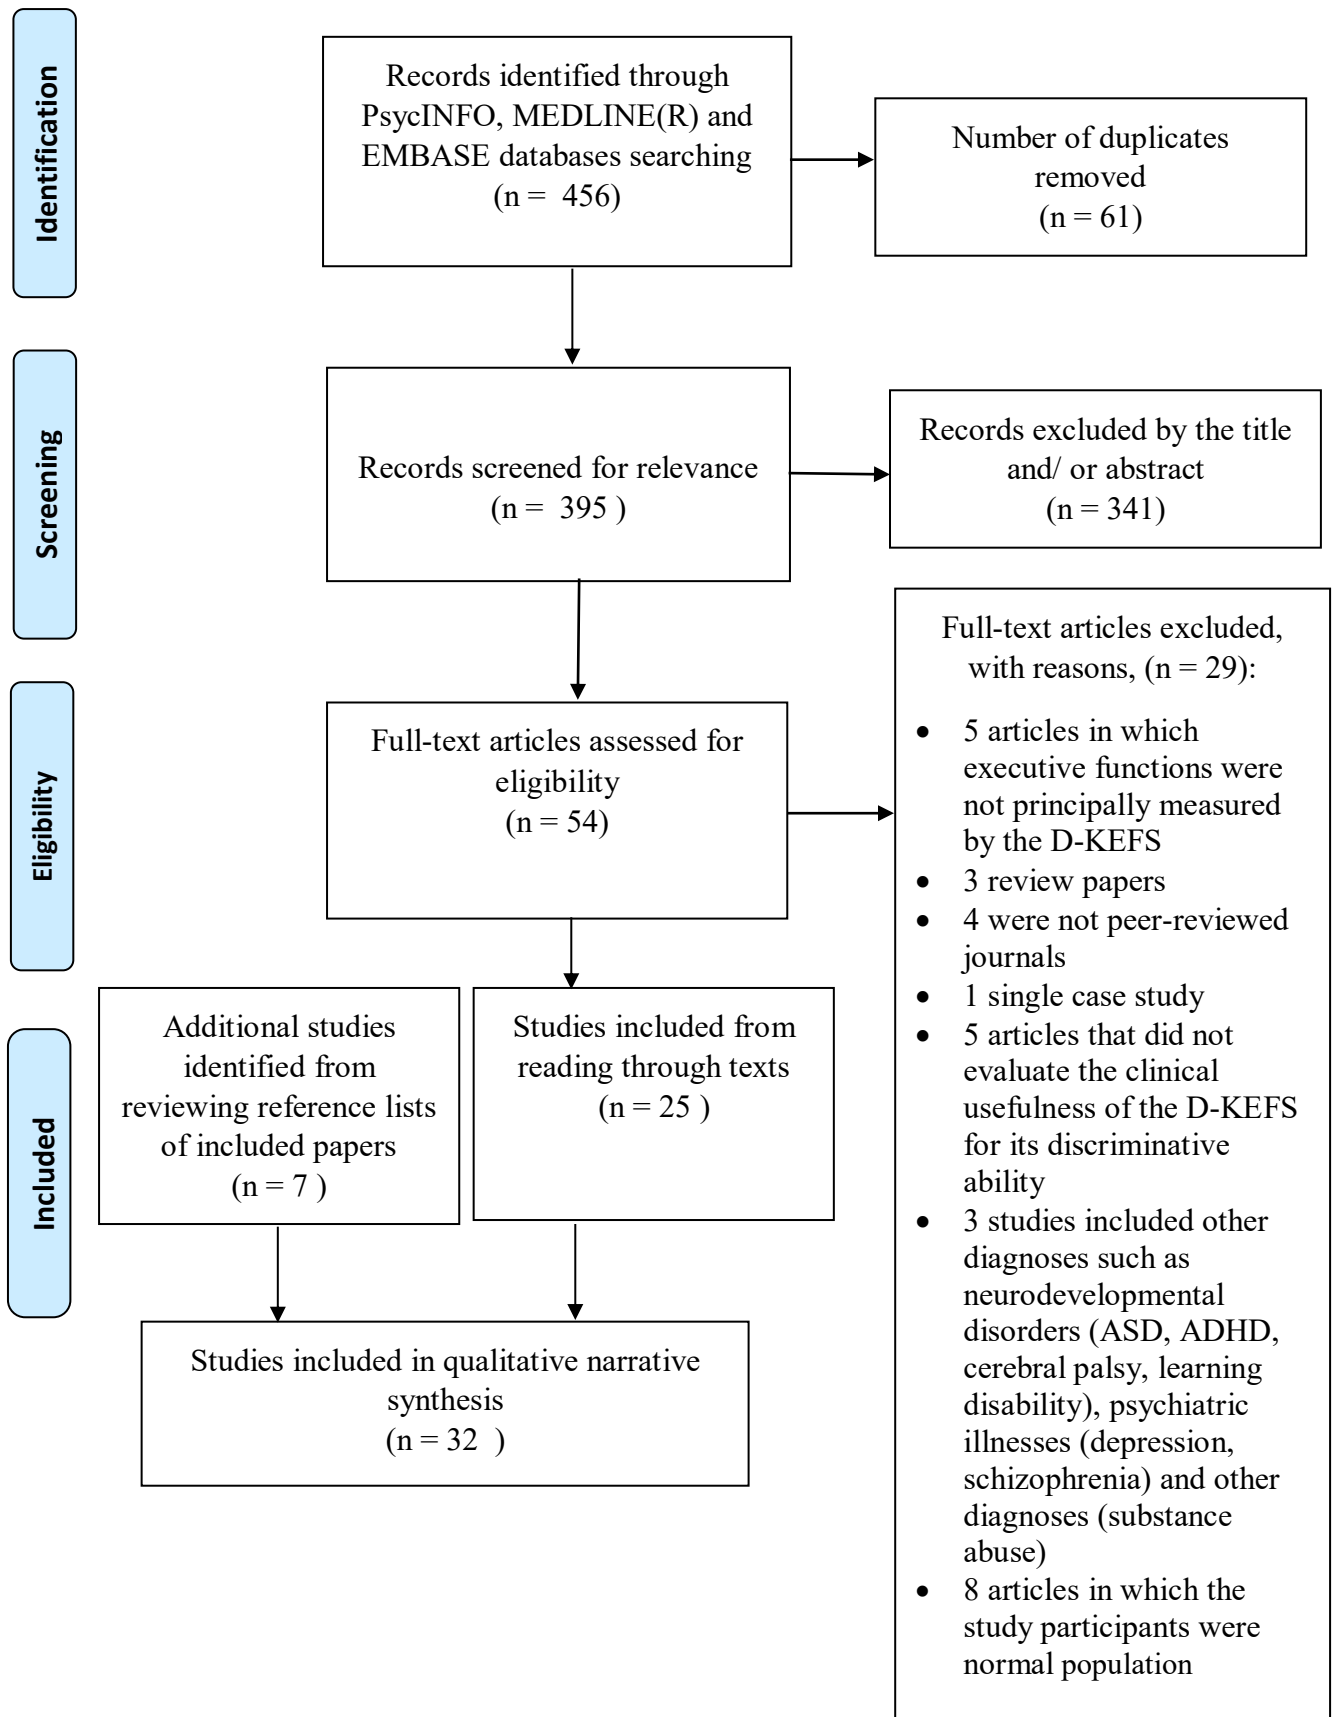 Identification
Records identified through
PsycINFO, MEDLINE(R) and
EMBASE databases searching
(n =  456)
Number of duplicates
removed
(n = 61)
Screening
Records screened for relevance
(n =  395 )
Records excluded by the title
and/ or abstract
(n = 341)
Eligibility
Full-text articles assessed for
eligibility
(n = 54)
Full-text articles excluded,
with reasons, (n = 29):
• 5 articles in which
executive functions were
not principally measured
by the D-KEFS
• 3 review papers
• 4 were not peer-reviewed
journals
• 1 single case study
• 5 articles that did not
evaluate the clinical
usefulness of the D-KEFS
for its discriminative
ability
• 3 studies included other
diagnoses such as
neurodevelopmental
disorders (ASD, ADHD,
cerebral palsy, learning
disability), psychiatric
illnesses (depression,
schizophrenia) and other
diagnoses (substance
abuse)
• 8 articles in which the
study participants were
normal population
Included
Additional studies
identified from
reviewing reference lists
of included papers
(n = 7 )
Studies included from
reading through texts
(n = 25 )
Studies included in qualitative narrative
synthesis
(n = 32  )